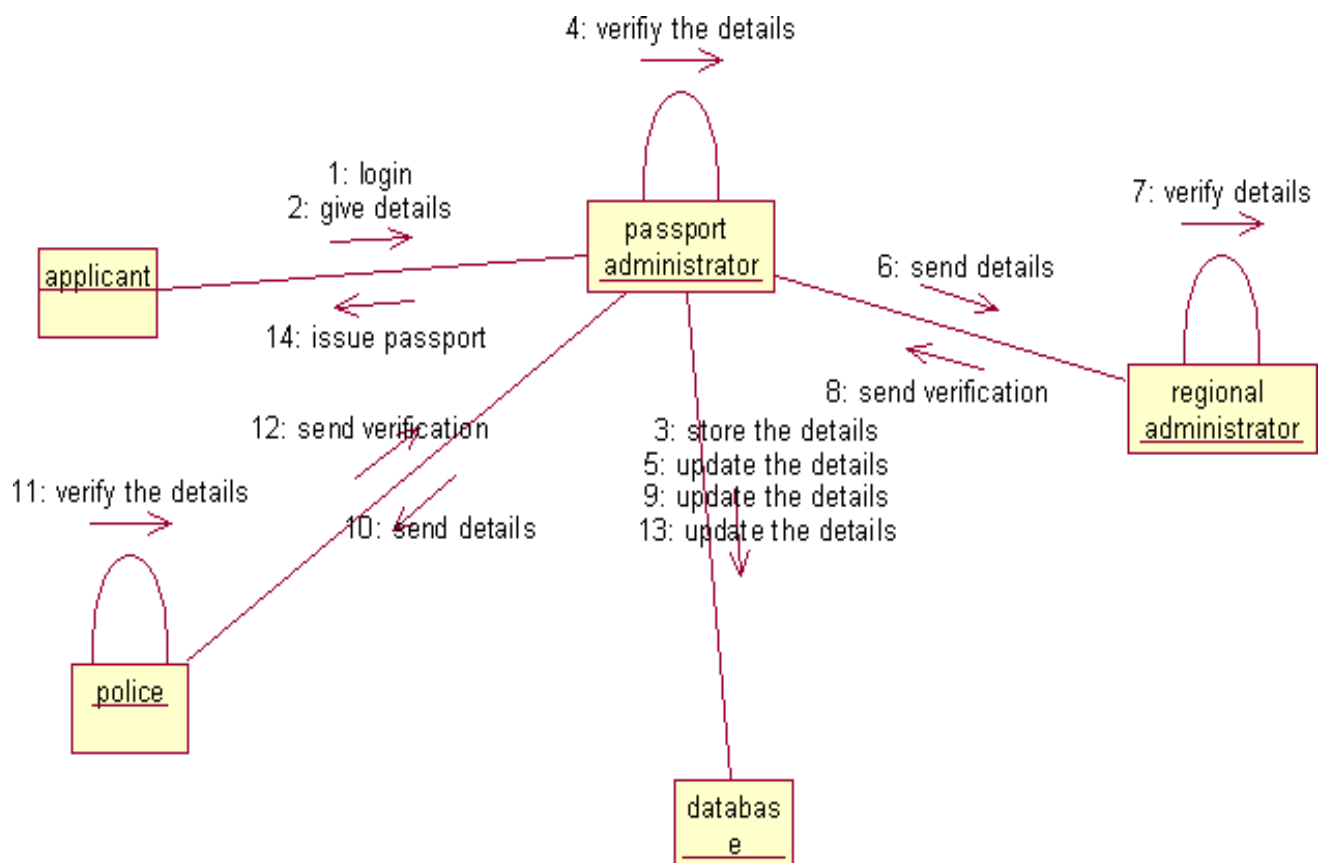 4: verifiy the details
1: login
2: give details
passport
administrator
7: verify details
applicant
6: send details
14: issue passport
8: send verification
regional
administrator
12: send verification
3: store the details
5: update the details
11: verify the details
9: update the details
10: send details
13: update the details
police
databas
e